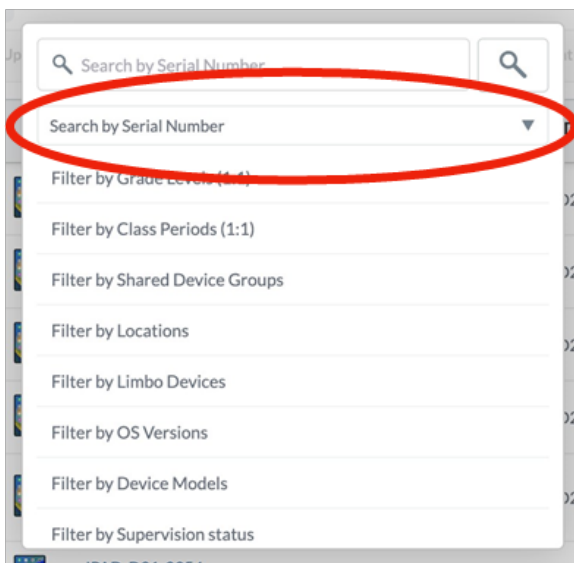 Search by Serial Number
Search by Serial Number
Filter by Grade Levels (1:1)
Filter by Class Periods (1:1)
Filter by Shared Device Groups
Filter by Locations
Filter by Limbo Devices
Filter by OS Versions
Filter by Device Models
Filter by Supervision status